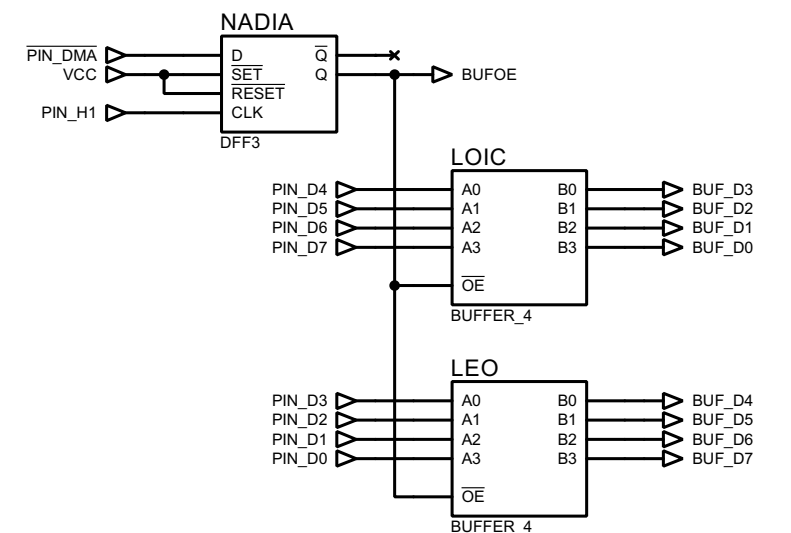 NADIA
PIN_DMA
D
Q
VCC
SET
Q
BUFOE
RESET
PIN_H1
CLK
DFF3
LOIC
PIN_D4
A0
B0
BUF_D3
PIN_D5
A1
B1
BUF_D2
PIN_D6
A2
B2
BUF_D1
PIN_D7
A3
B3
BUF_D0
OE
BUFFER_4
LEO
PIN_D3
A0
B0
BUF_D4
PIN_D2
A1
B1
BUF_D5
PIN_D1
A2
B2
BUF_D6
PIN_D0
A3
B3
BUF_D7
OE
BUFFER 4